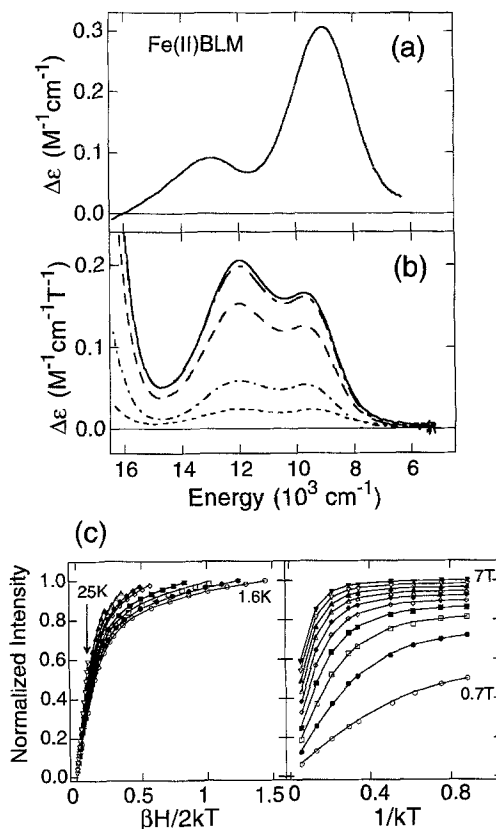 0.3
Fe(II)BLM
(a)
Δε (M⁻¹cm⁻¹)
0.1
0.0
0.2
(b)
Δε (M⁻¹cm⁻¹T⁻¹)
0.1
0.0
16 14 12 10 8 6
Energy (10³ cm⁻¹)
(c)
Normalized Intensity
1.0
0.8
0.6
0.4
0.2
0.0
25K
1.6K
0 0.5 1 1.5
βH/2kT
7T
0.7T
0 0.4 0.8
1/kT